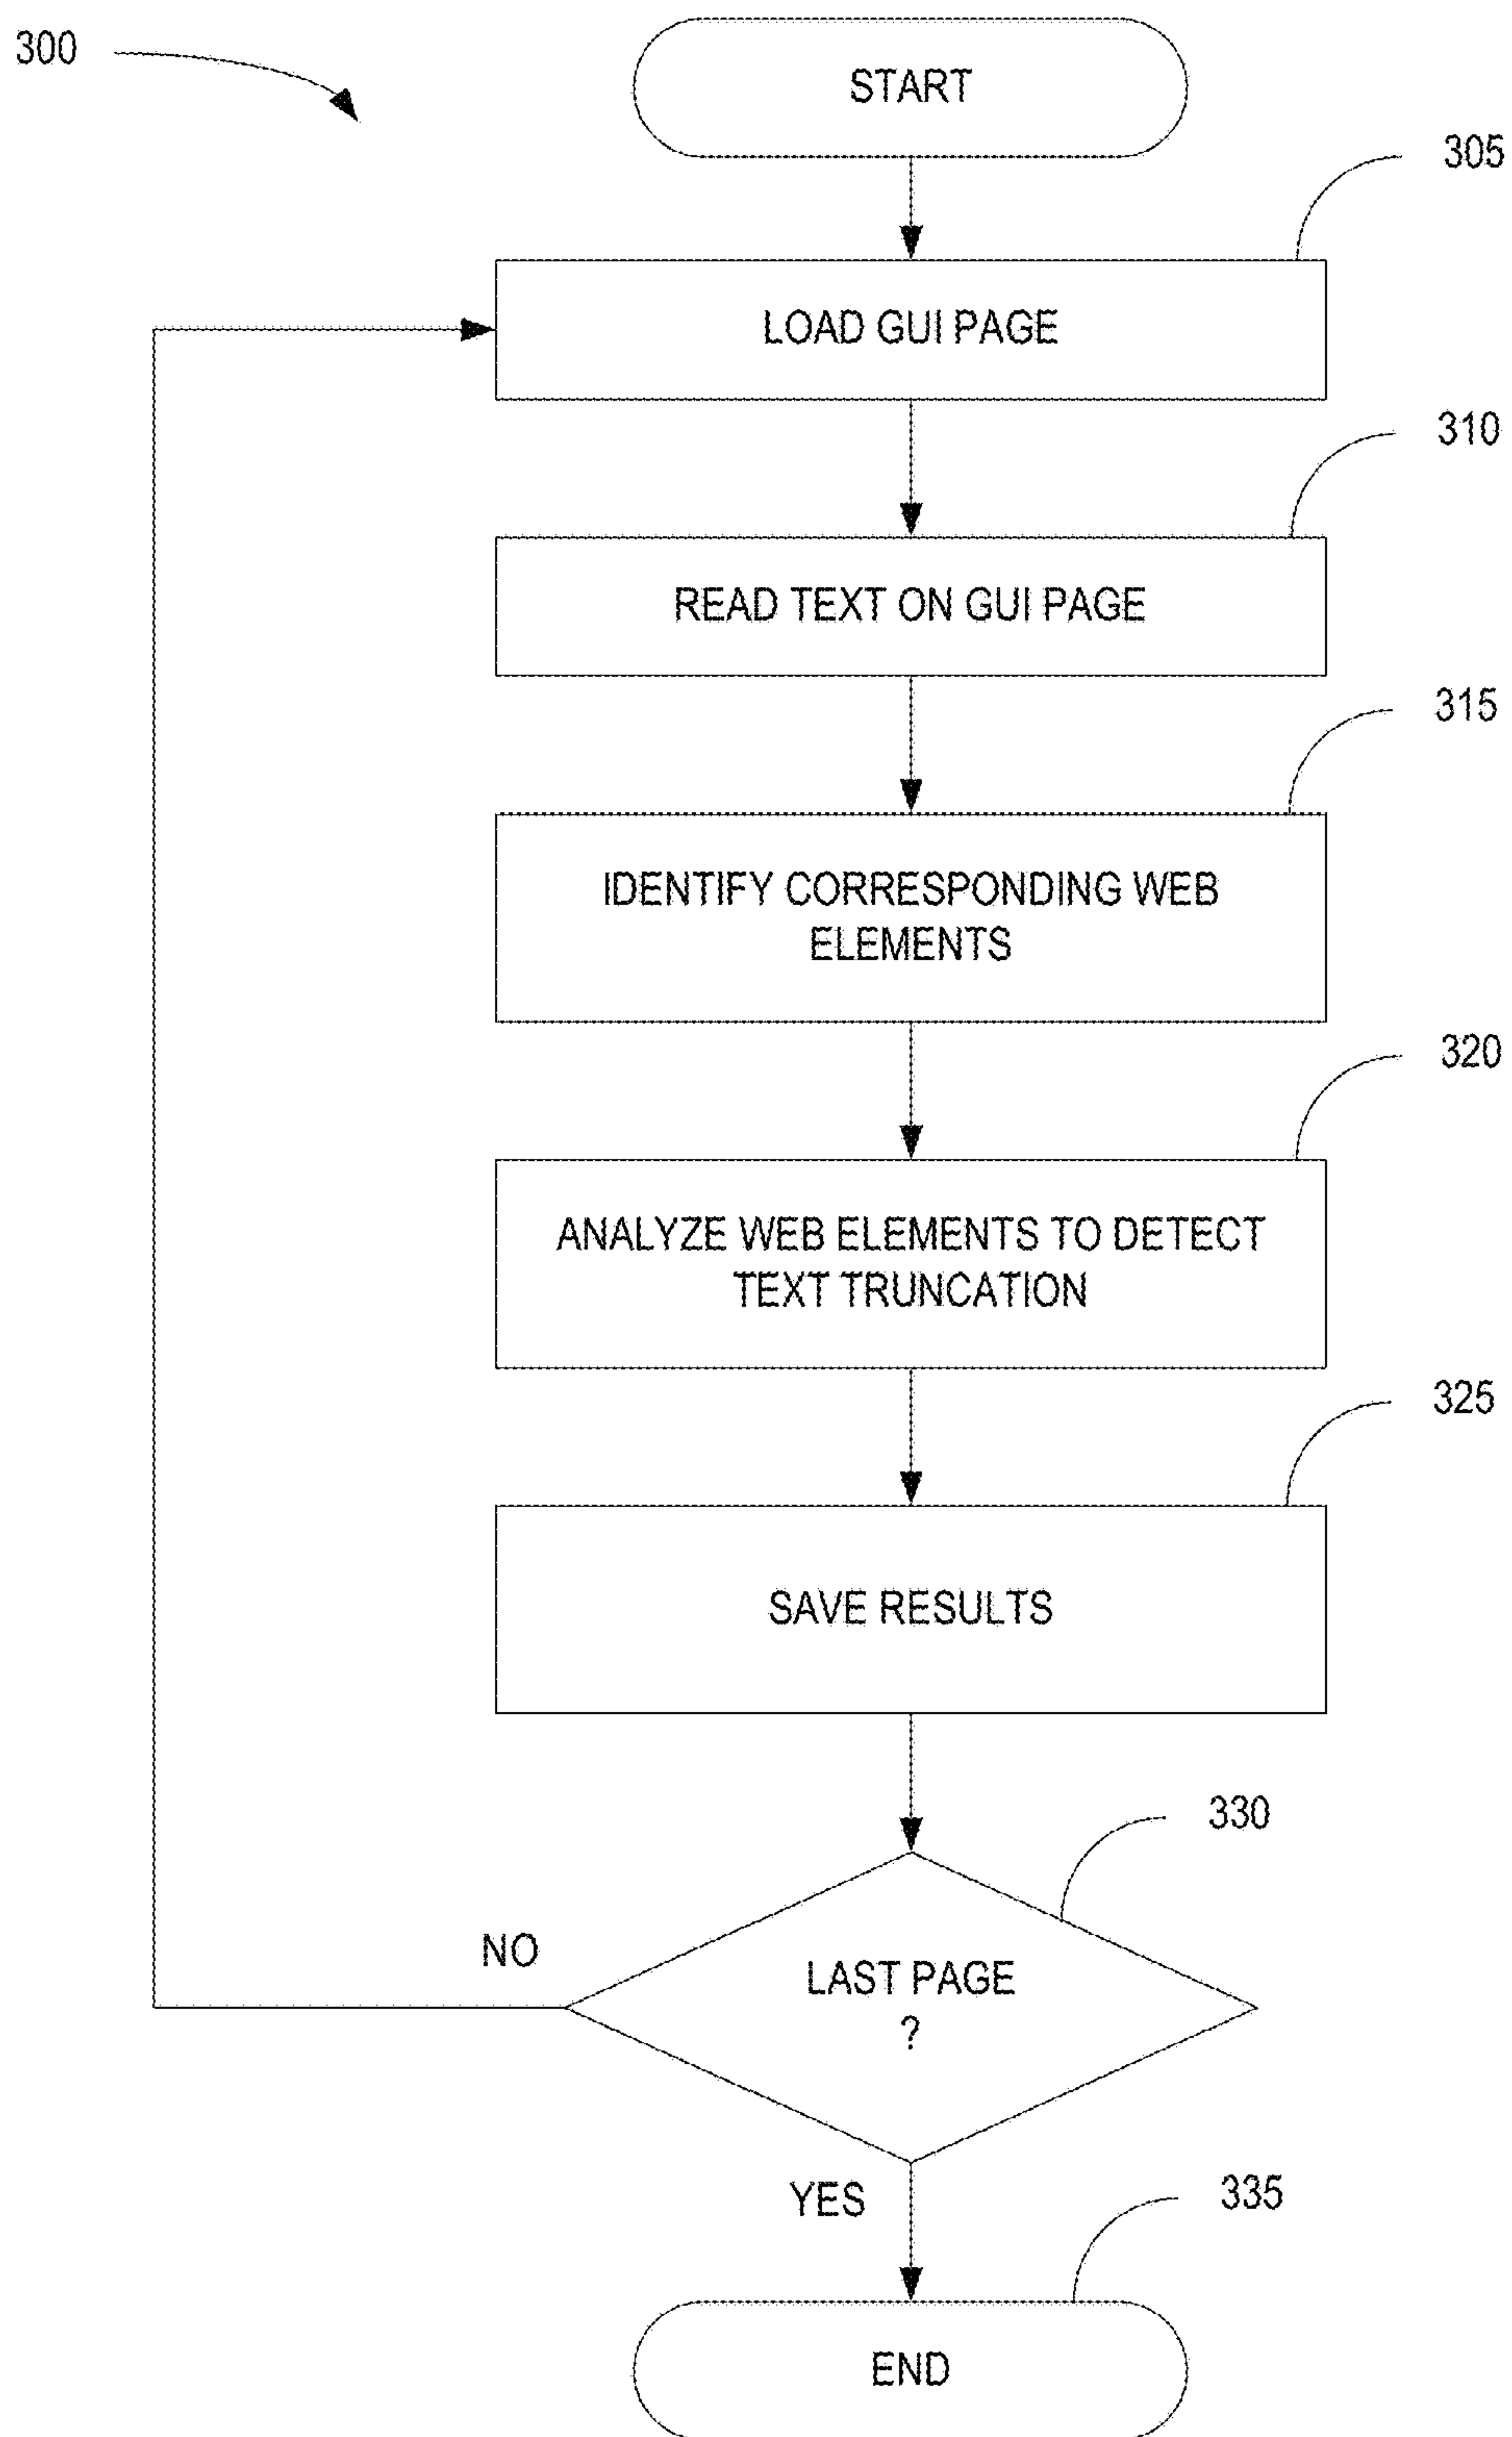 300
START
305
LOAD GUI PAGE
310
READ TEXT ON GUI PAGE
315
IDENTIFY CORRESPONDING WEB
ELEMENTS
320
ANALYZE WEB ELEMENTS TO DETECT
TEXT TRUNCATION
325
SAVE RESULTS
330
NO
LAST PAGE
?
YES
335
END